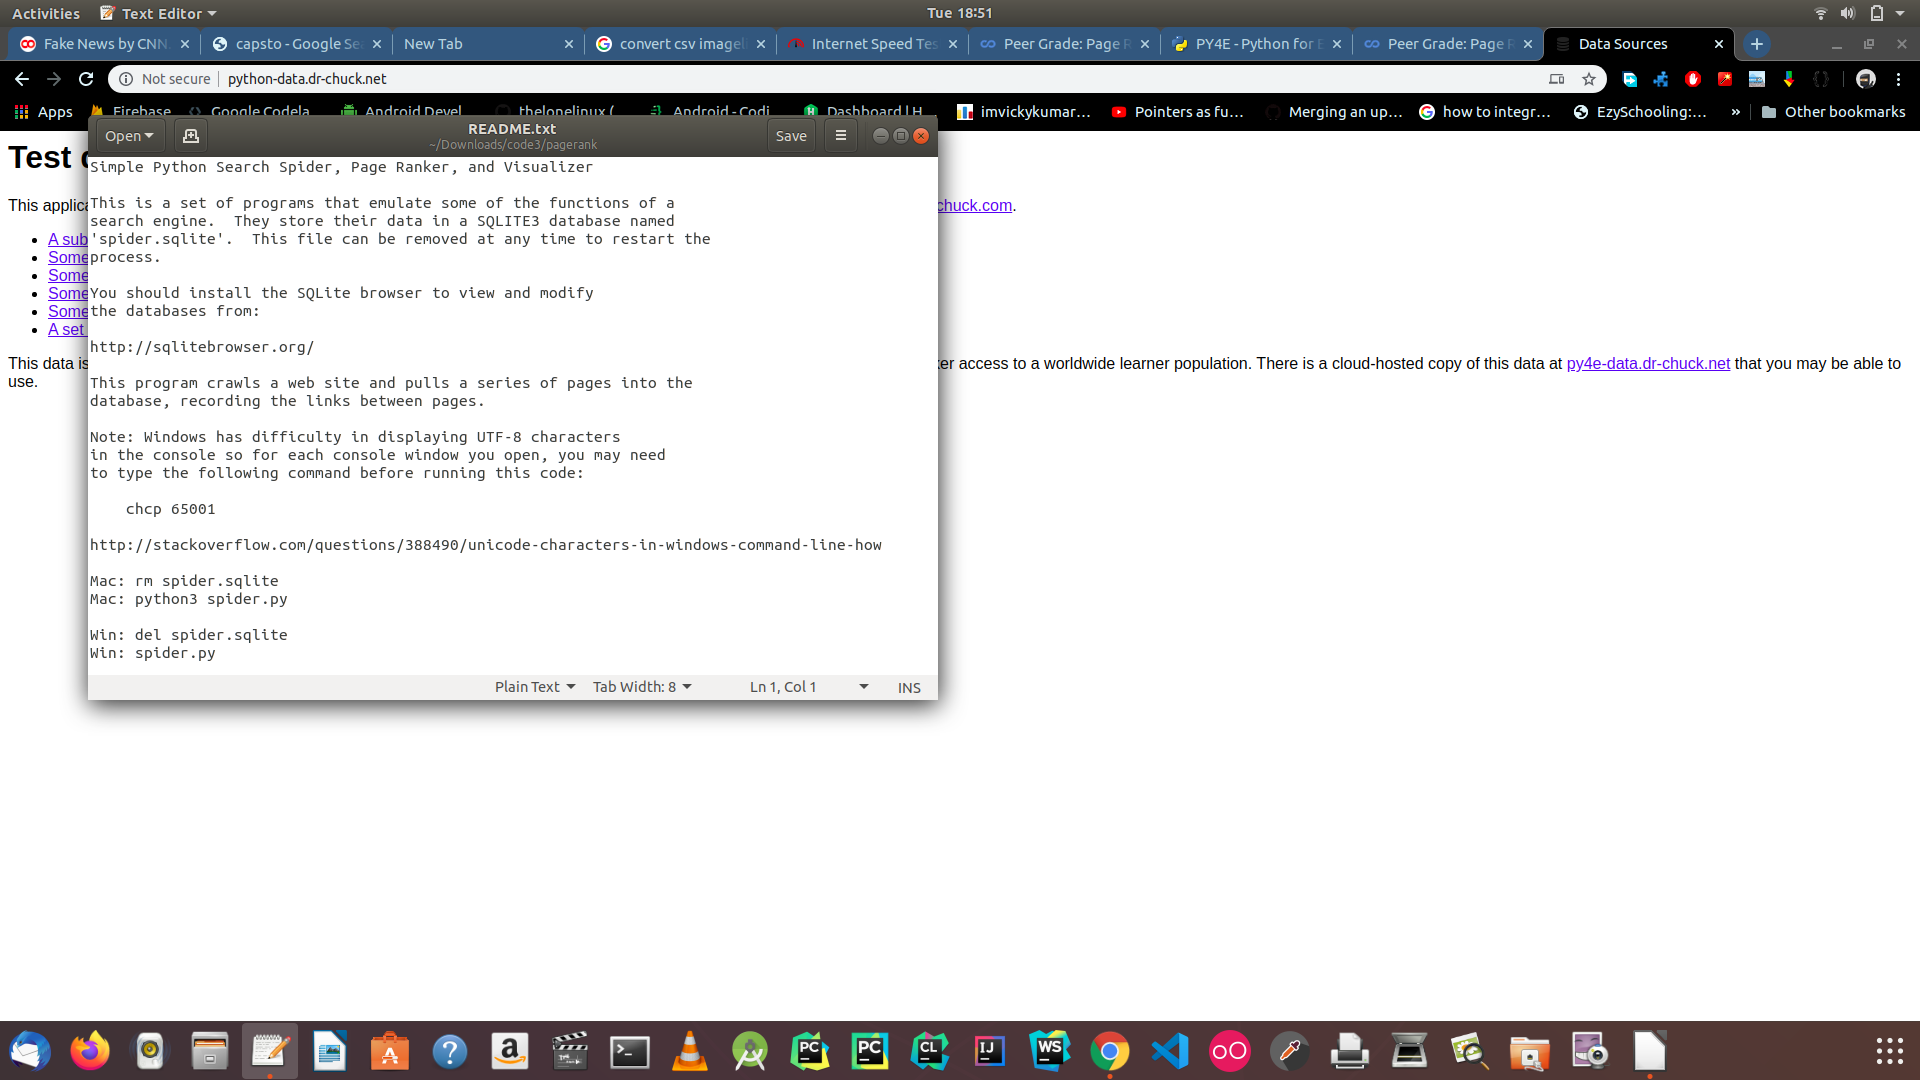 Activities Text Editor Tue 18:51
Fake News by CNN capsto - Google Se New Tab convert csv image Internet Speed Tes Peer Grade: Page R PY4E - Python for E Peer Grade: Page R Data Sources
Not secure python-data.dr-chuck.net
Apps Firebase Google Codela Android Devel thelonelinux ( Android - Codi Dashboard | H imvickykumar... Pointers as fu... Merging an up... how to integr... EzySchooling:... » Other bookmarks
Open README.txt Save
~/Downloads/code3/pagerank
Test
This applica chuck.com.
A sub
Some
Some
Some
Some
A set
This data is ker access to a worldwide learner population. There is a cloud-hosted copy of this data at py4e-data.dr-chuck.net that you may be able to
use.
Simple Python Search Spider, Page Ranker, and Visualizer
This is a set of programs that emulate some of the functions of a
search engine.  They store their data in a SQLITE3 database named
'spider.sqlite'.  This file can be removed at any time to restart the
process.
You should install the SQLite browser to view and modify
the databases from:
http://sqlitebrowser.org/
This program crawls a web site and pulls a series of pages into the
database, recording the links between pages.
Note: Windows has difficulty in displaying UTF-8 characters
in the console so for each console window you open, you may need
to type the following command before running this code:
chcp 65001
http://stackoverflow.com/questions/388490/unicode-characters-in-windows-command-line-how
Mac: rm spider.sqlite
Mac: python3 spider.py
Win: del spider.sqlite
Win: spider.py
Plain Text Tab Width: 8 Ln 1, Col 1 INS